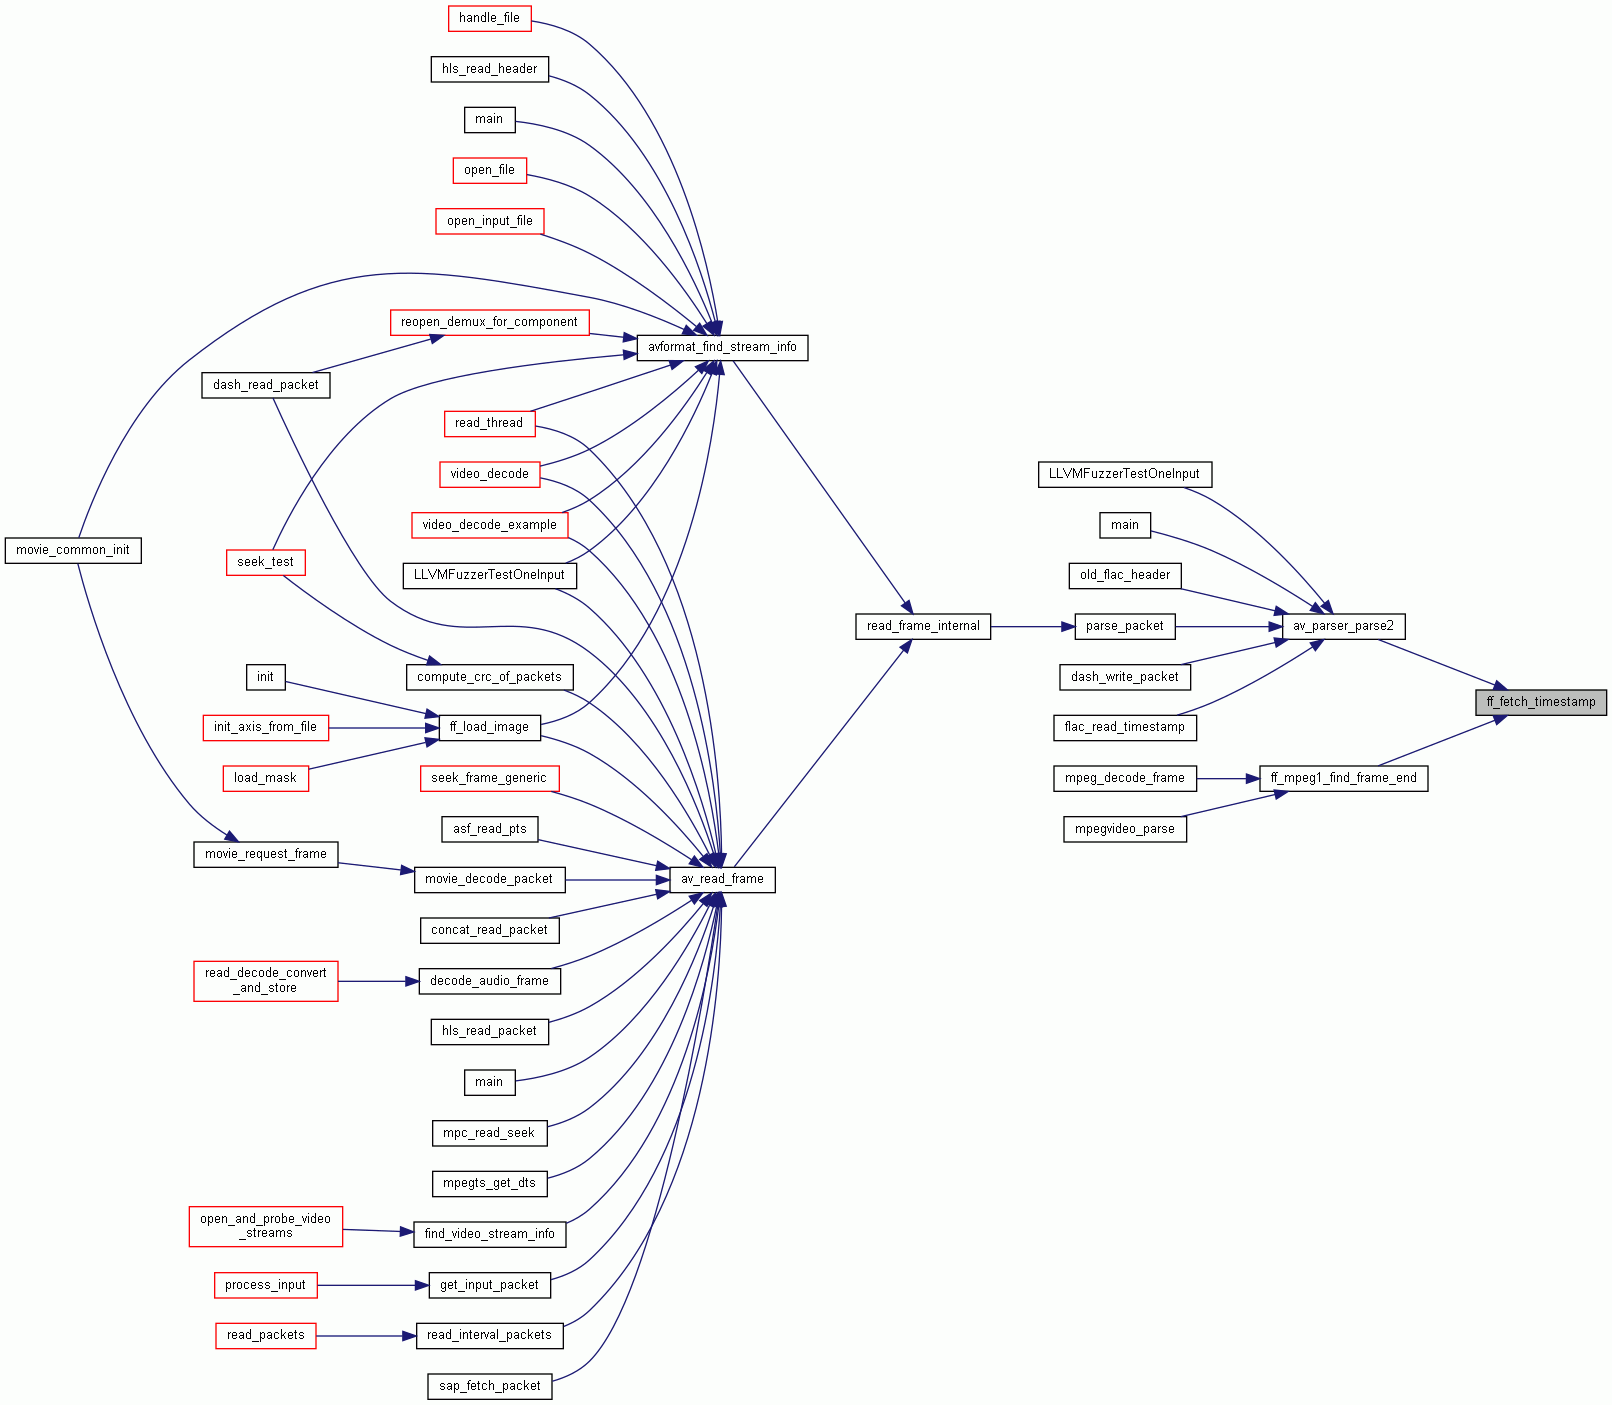 handle_file
hls_read_header
main
open_file
open_input_file
reopen_demux_for_component
avformat_find_stream_info
dash_read_packet
read_thread
video_decode
LLVMFuzzerTestOneInput
video_decode_example
main
movie_common_init
seek_test
LLVMFuzzerTestOneInput
old_flac_header
read_frame_internal
parse_packet
av_parser_parse2
init
compute_crc_of_packets
dash_write_packet
ff_fetch_timestamp
init_axis_from_file
ff_load_image
flac_read_timestamp
load_mask
seek_frame_generic
mpeg_decode_frame
ff_mpeg1_find_frame_end
asf_read_pts
mpegvideo_parse
movie_request_frame
movie_decode_packet
av_read_frame
concat_read_packet
read_decode_convert
_and_store
decode_audio_frame
hls_read_packet
main
mpc_read_seek
mpegts_get_dts
open_and_probe_video
_streams
find_video_stream_info
process_input
get_input_packet
read_packets
read_interval_packets
sap_fetch_packet